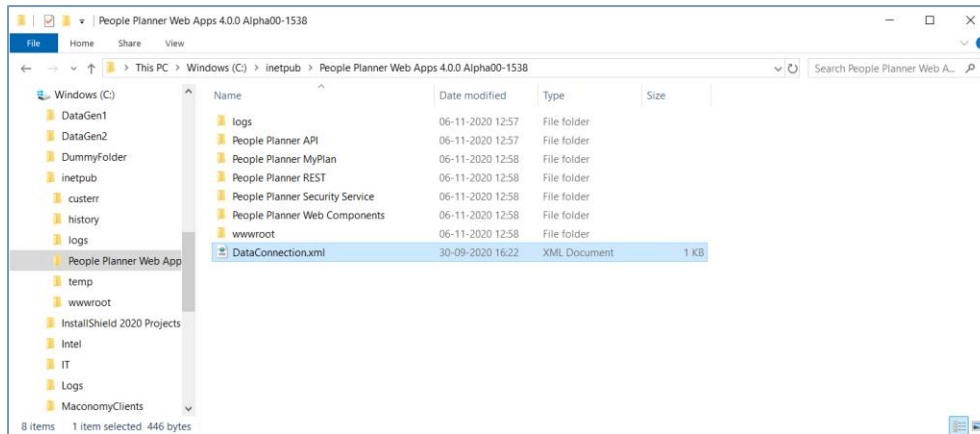 People Planner Web Apps 4.0.0 Alpha00-1538
File Home Share View
This PC > Windows (C:) > inetpub > People Planner Web Apps 4.0.0 Alpha00-1538
Search People Planner Web A...
Windows (C:)
DataGen1
DataGen2
DummyFolder
inetpub
custerr
history
logs
People Planner Web App
temp
wwwroot
InstallShield 2020 Projects
Intel
IT
Logs
MaconomyClients
Name Date modified Type Size
logs 06-11-2020 12:57 File folder
People Planner API 06-11-2020 12:57 File folder
People Planner MyPlan 06-11-2020 12:58 File folder
People Planner REST 06-11-2020 12:58 File folder
People Planner Security Service 06-11-2020 12:58 File folder
People Planner Web Components 06-11-2020 12:58 File folder
wwwroot 06-11-2020 12:58 File folder
DataConnection.xml 30-09-2020 16:22 XML Document 1 KB
8 items 1 item selected 446 bytes